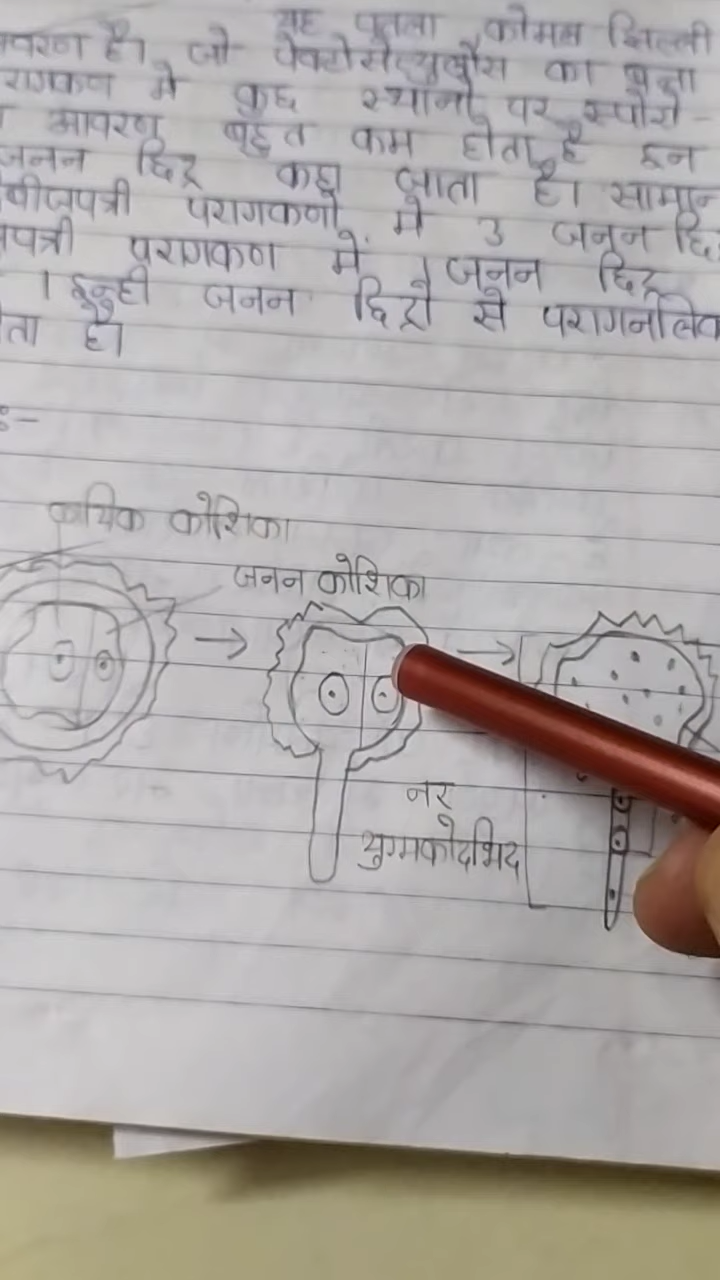 यह पतला कोमल झिल्ली
वरण है। जो पेक्टोसेल्युलोस का बना
रागकण मे कुछ स्थानो पर स्पोरो-
आवरण बहुत कम होता है इन
जनन छिद्र कहा जाता है। सामान
बीजपत्री परागकणो मे 3 जनन छि
पत्री परागकण में 1 जनन छिद्र
। इन्ही जनन छिद्रो से परागनलिक
ता है।
:-
कायिक कोशिका
जनन कोशिका
नर
युग्मकोदभिद